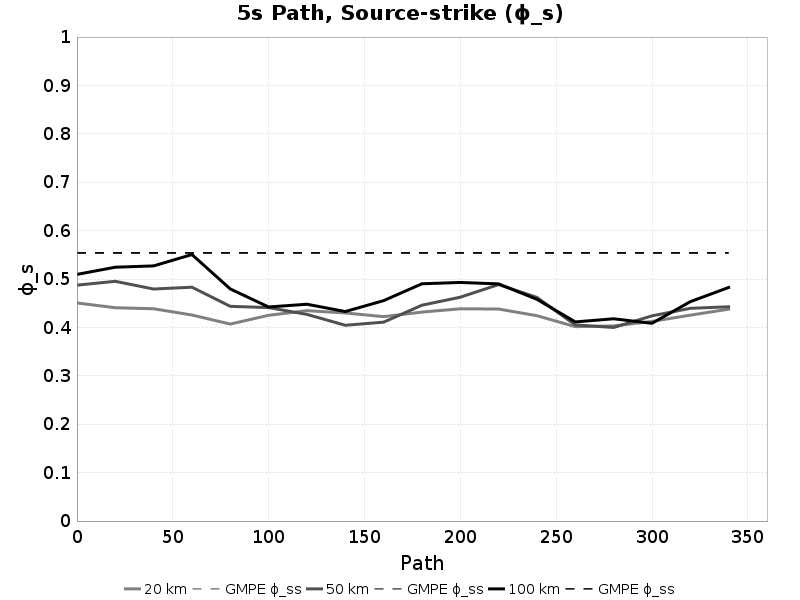 5s Path, Source-strike (ϕ_s)
1
0.9
0.8
0.7
0.6
0.5
0.4
0.3
0.2
0.1
0
ϕ_s
0 50 100 150 200 250 300 350
Path
20 km GMPE ϕ_ss 50 km GMPE ϕ_ss 100 km GMPE ϕ_ss